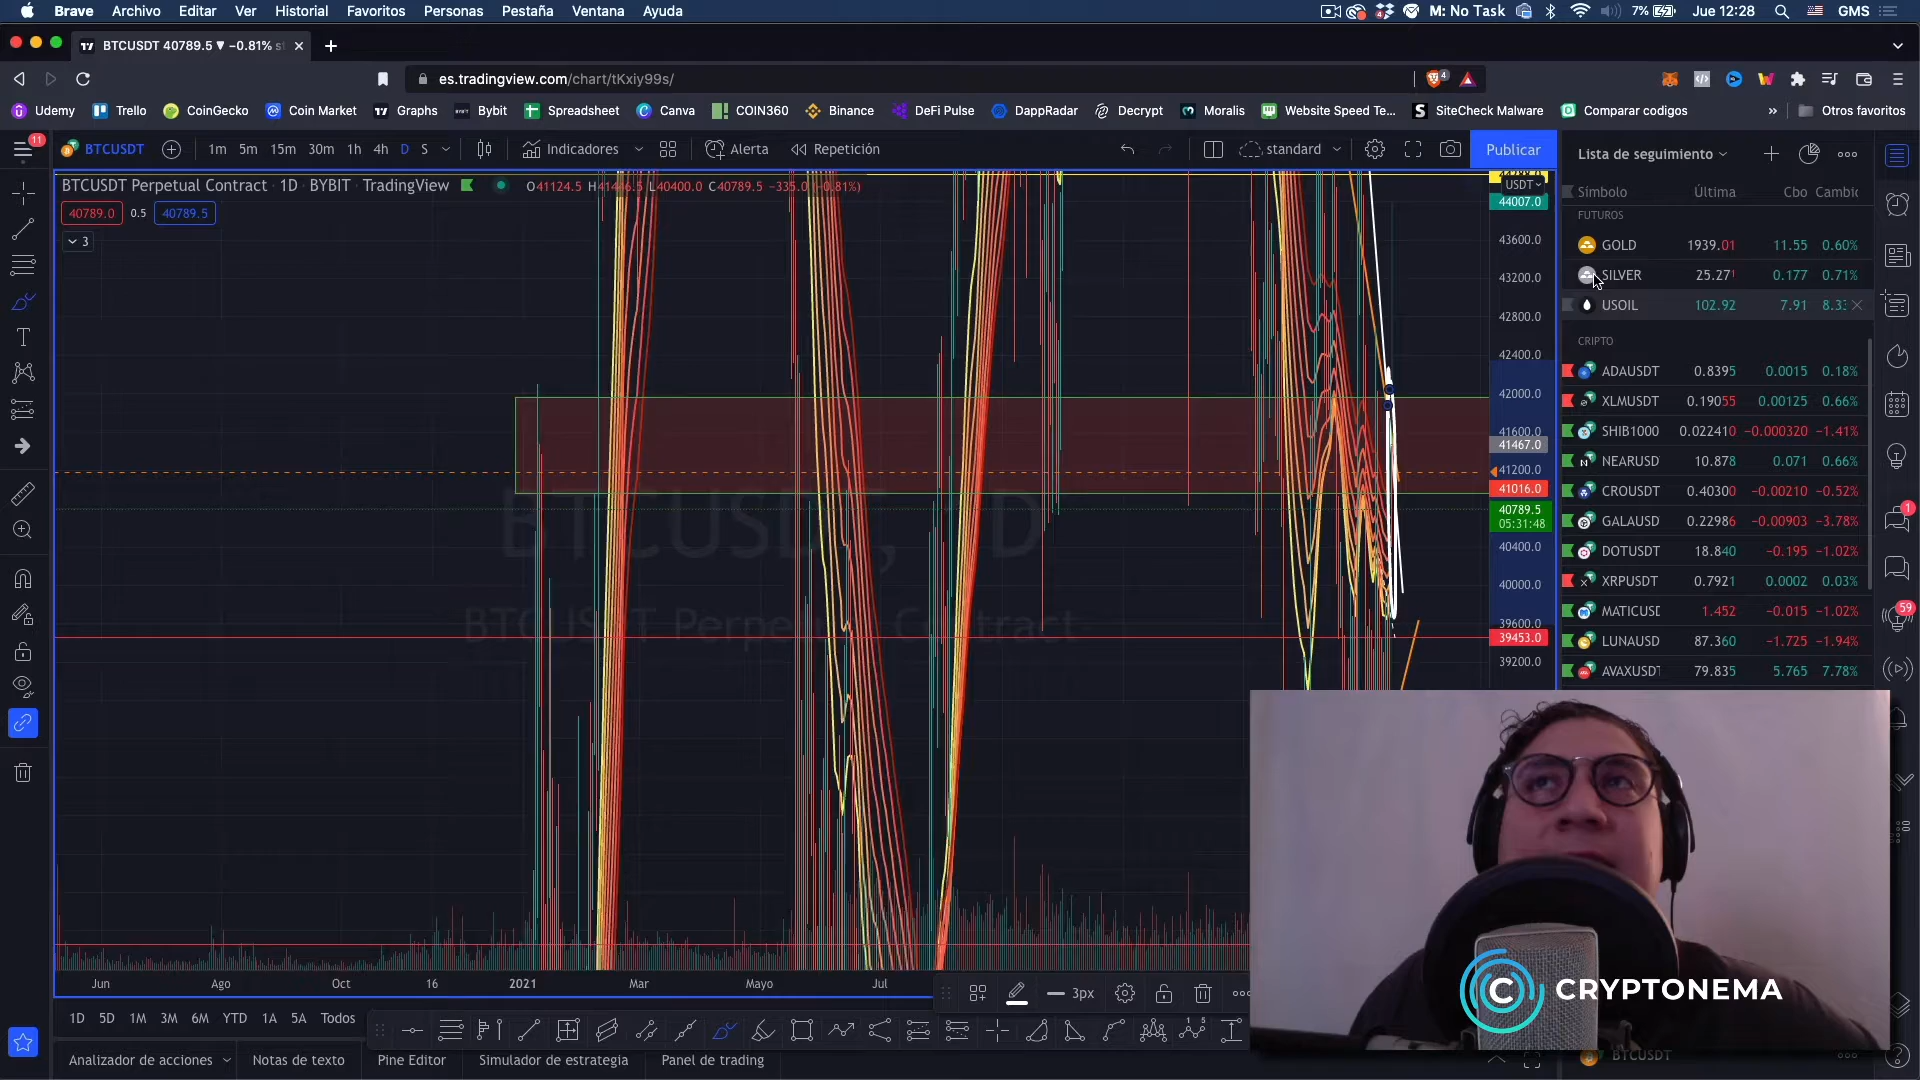 Brave Archivo Editar Ver Historial Favoritos Personas Pestaña Ventana Ayuda M: No Task 7% Jue 12:28 GMS
BTCUSDT 40789.5 ▼ −0.81%
es.tradingview.com/chart/tKxiy99s/
4
Udemy Trello CoinGecko Coin Market Graphs Bybit Spreadsheet Canva COIN360 Binance DeFi Pulse DappRadar Decrypt Moralis Website Speed Te... SiteCheck Malware Comparar codigos » Otros favoritos
11
BTCUSDT 1m 5m 15m 30m 1h 4h D S Indicadores Alerta Repetición standard Publicar
Lista de seguimiento
BTCUSDT Perpetual Contract · 1D · BYBIT · TradingView O41124.5 L40400.0 C40789.5 −335.0 (−0.81%)
40789.0 0.5 40789.5
3
USDT
44007.0
43600.0
43200.0
42800.0
42400.0
42000.0
41600.0
41467.0
41200.0
41016.0
40789.5
05:31:48
40400.0
40000.0
39600.0
39453.0
39200.0
BTCUSDT, 1D
BTCUSDT Perpetual Contract
Símbolo Última Cbo Cambio
FUTUROS
GOLD 1939.01 11.55 0.60%
SILVER 25.271 0.177 0.71%
USOIL 102.92 7.91
CRIPTO
ADAUSDT 0.8395 0.0015 0.18%
XLMUSDT 0.19055 0.00125 0.66%
SHIB1000 0.022410 −0.000320 −1.41%
NEARUSD 10.878 0.071 0.66%
CROUSDT 0.40300 −0.00210 −0.52%
GALAUSD 0.22986 −0.00903 −3.78%
DOTUSDT 18.840 −0.195 −1.02%
XRPUSDT 0.7921 0.0002 0.03%
MATICUSD 1.452 −0.015 −1.02%
LUNAUSD 87.360 −1.725 −1.94%
AVAXUSDT 79.835 5.765 7.78%
1
59
Jun Ago Oct 16 2021 Mar Mayo Jul
3px
1D 5D 1M 3M 6M YTD 1A 5A Todos
Analizador de acciones Notas de texto Pine Editor Simulador de estrategia Panel de trading
CRYPTONEMA
BTCUSDT